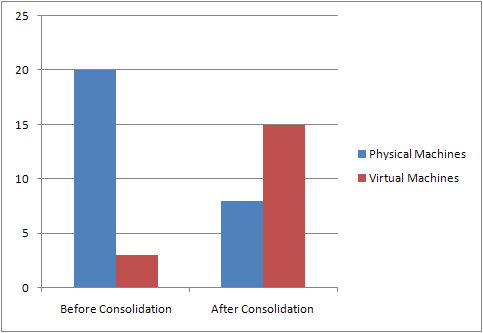 25
20
15
10
5
0
Before Consolidation
After Consolidation
Physical Machines
Virtual Machines